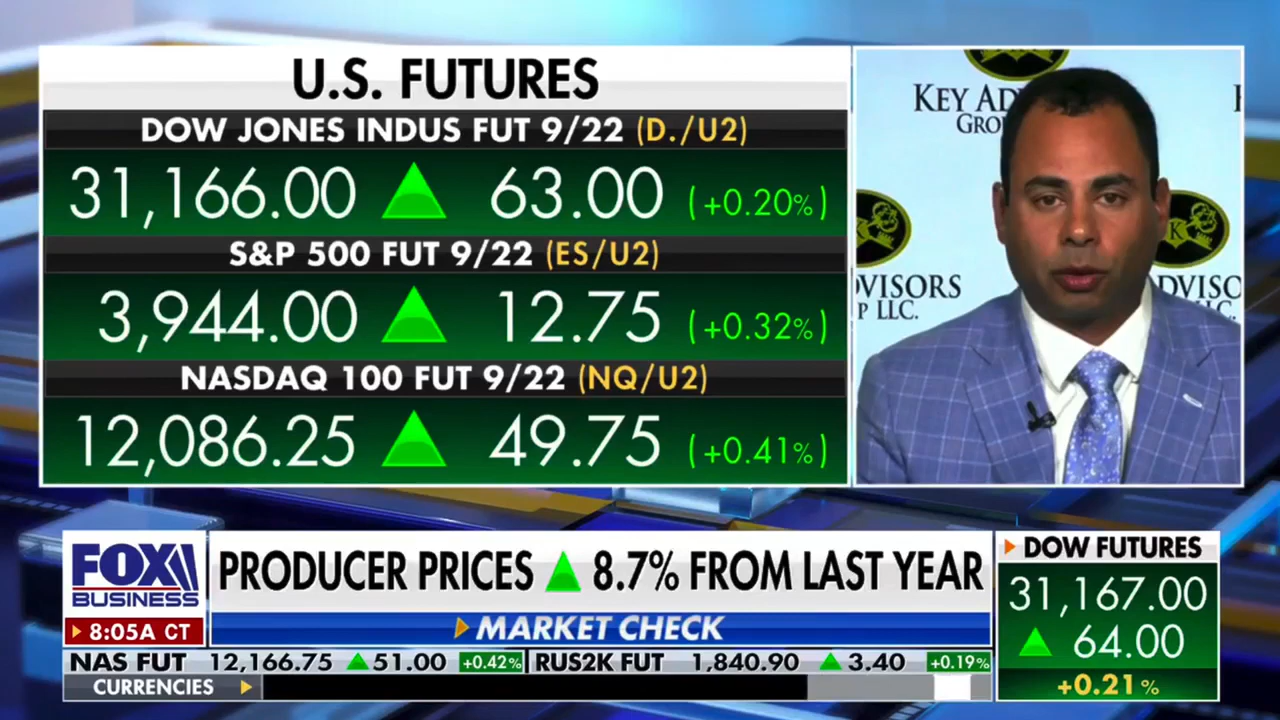 U.S. FUTURES
DOW JONES INDUS FUT 9/22 (D./U2)
31,166.00 ▲ 63.00 (+0.20%)
S&P 500 FUT 9/22 (ES/U2)
3,944.00 ▲ 12.75 (+0.32%)
NASDAQ 100 FUT 9/22 (NQ/U2)
12,086.25 ▲ 49.75 (+0.41%)
KEY AD
GRO
K
DVISORS
P LLC.
DVISO
LC.
FOX
BUSINESS
8:05A CT
PRODUCER PRICES ▲ 8.7% FROM LAST YEAR
MARKET CHECK
DOW FUTURES
31,167.00
▲ 64.00
+0.21%
NAS FUT 12,166.75 ▲ 51.00 +0.42% RUS2K FUT 1,840.90 ▲ 3.40 +0.19%
CURRENCIES